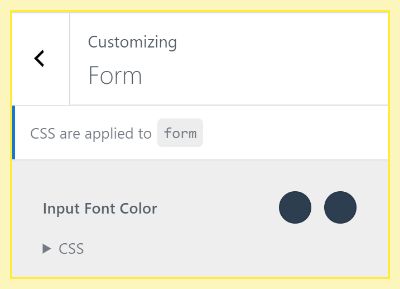 Customizing
Form
CSS are applied to form
Input Font Color
CSS